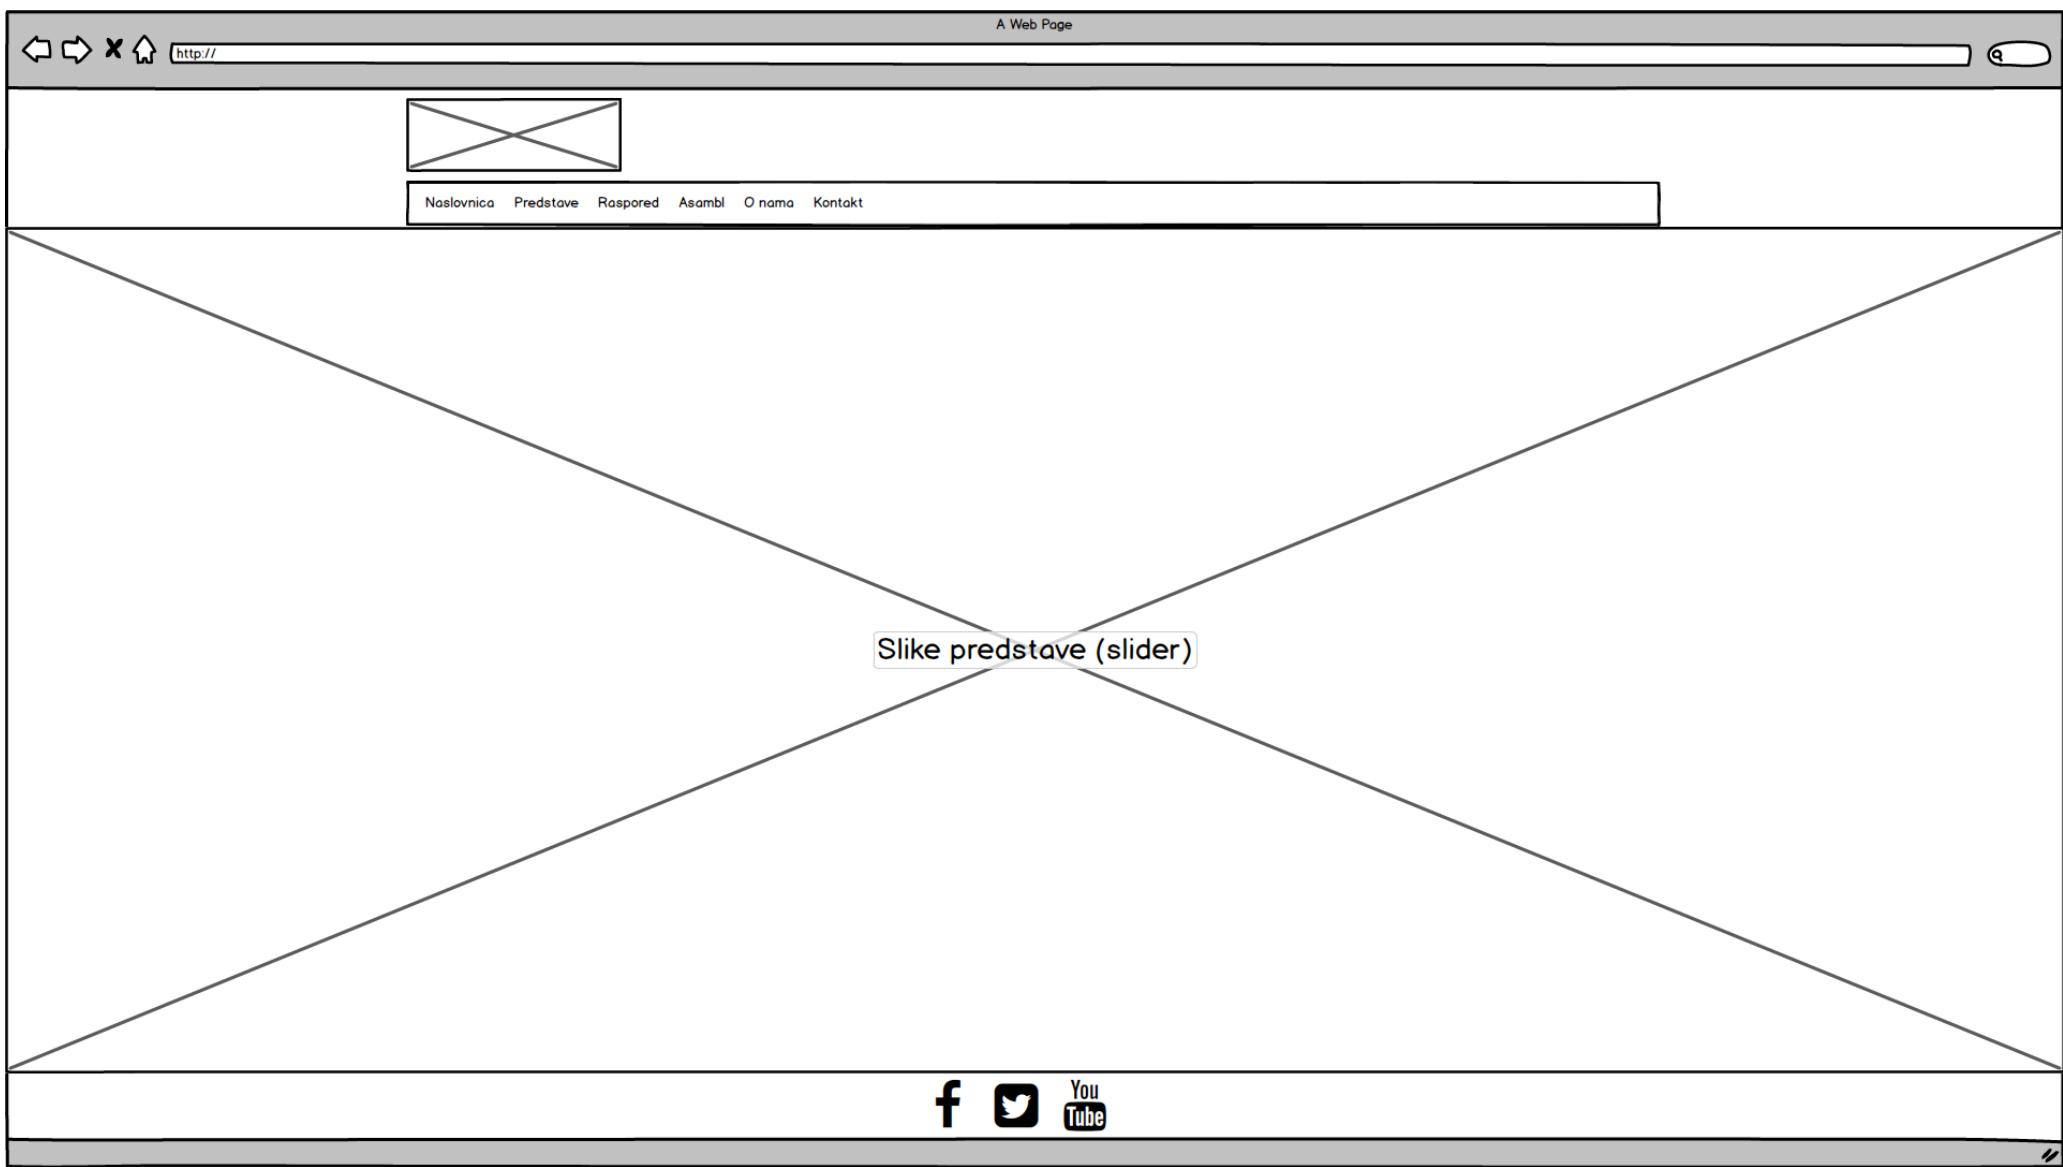 A Web Page
http://
Naslovnica Predstave Raspored Asambl O nama Kontakt
Slike predstave (slider)
You
Tube